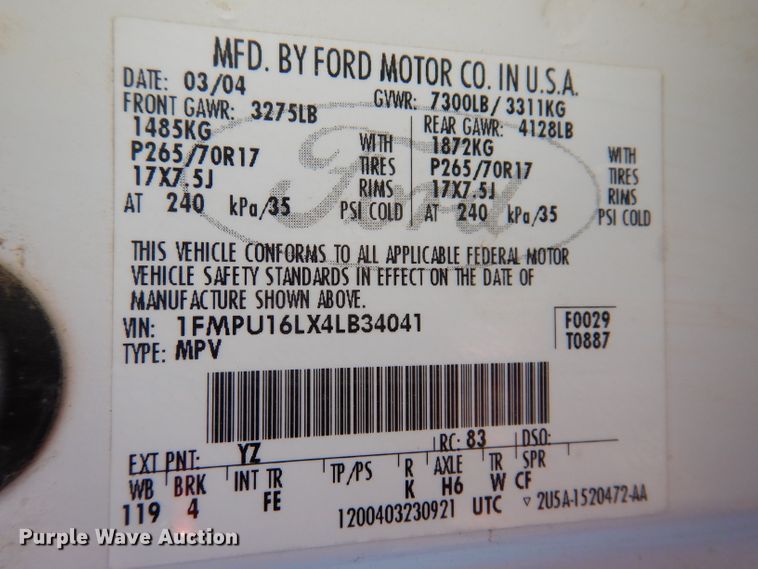 MFD. BY FORD MOTOR CO. IN U.S.A.
DATE: 03/04 GVWR: 7300LB/ 3311KG
FRONT GAWR: 3275LB REAR GAWR: 4128LB
1485KG WITH 1872KG WITH
P265/70R17 TIRES P265/70R17 TIRES
17X7.5J RIMS 17X7.5J RIMS
AT 240 kPa/35 PSI COLD AT 240 kPa/35 PSI COLD
Ford
THIS VEHICLE CONFORMS TO ALL APPLICABLE FEDERAL MOTOR
VEHICLE SAFETY STANDARDS IN EFFECT ON THE DATE OF
MANUFACTURE SHOWN ABOVE.
VIN: 1FMPU16LX4LB34041 F0029
TYPE: MPV T0887
EXT PNT: YZ RC: 83 DSO:
WB BRK INT TR TP/PS R AXLE TR SPR
119 4 FE K H6 W CF
1200403230921 UTC ▽ 2U5A-1520472-AA
Purple Wave Auction